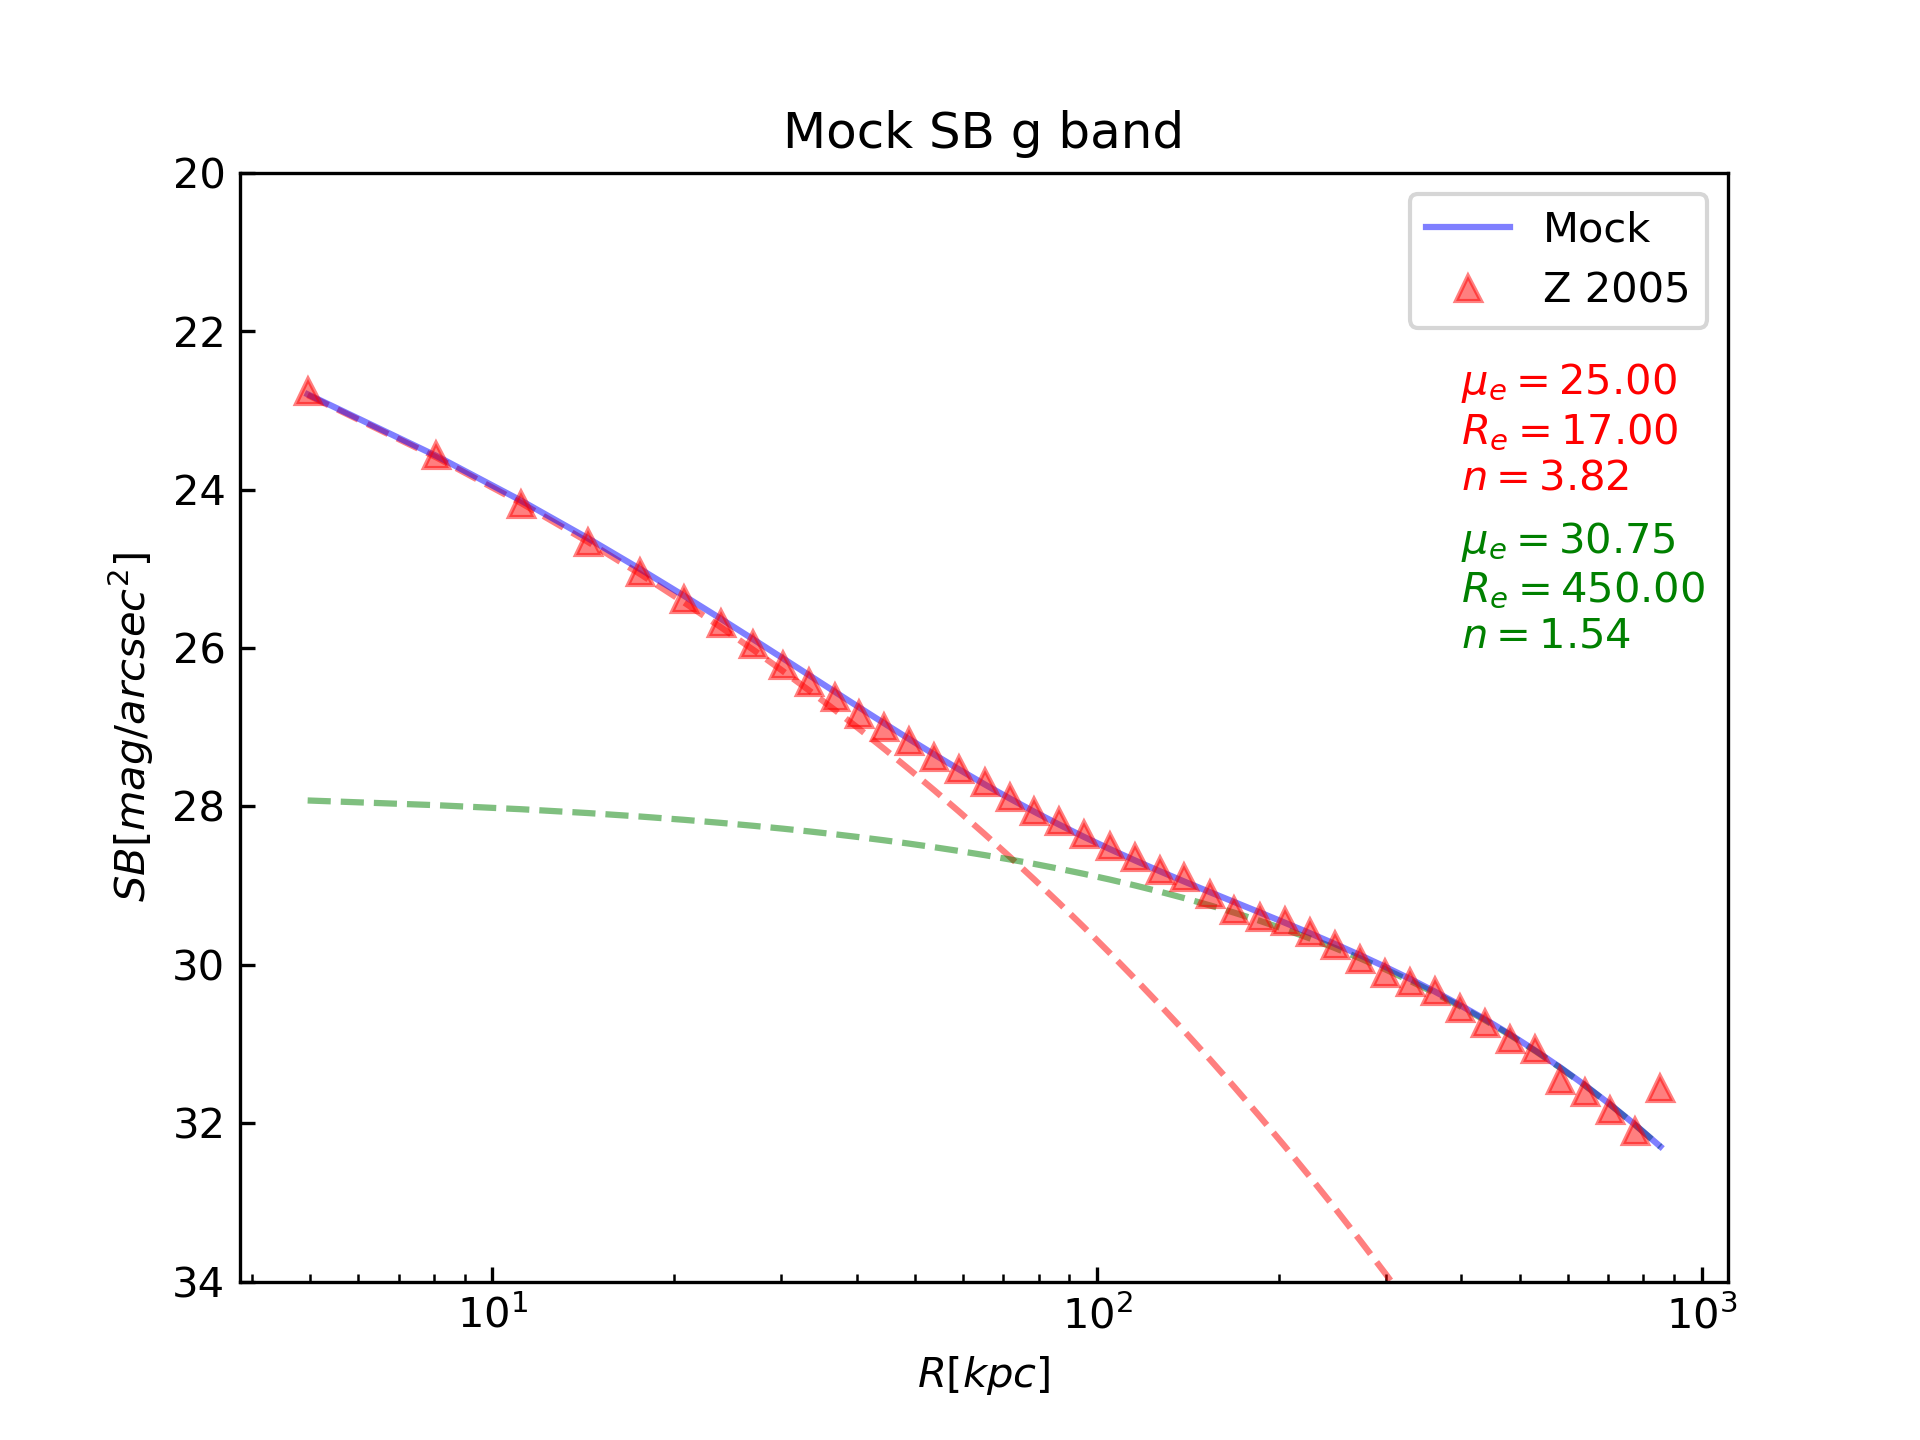 Mock SB g band
20
22
24
26
28
30
32
34
SB[mag/arcsec²]
Mock
Z 2005
μₑ = 25.00
Rₑ = 17.00
n = 3.82
μₑ = 30.75
Rₑ = 450.00
n = 1.54
10¹
10²
10³
R[kpc]